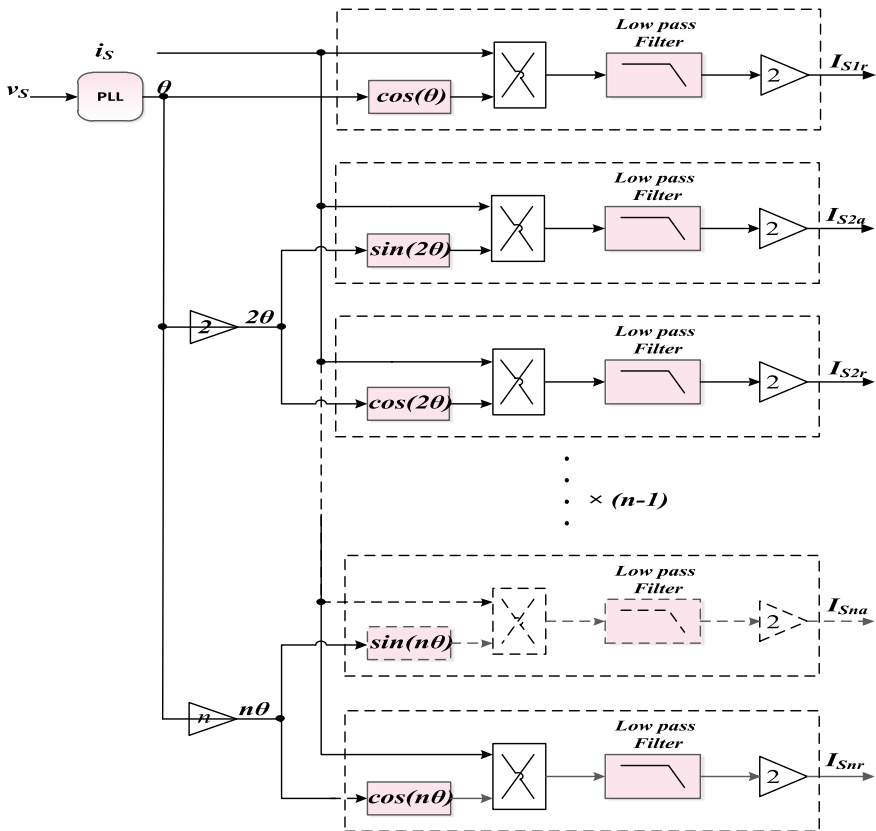 Low pass
Filter
i_S
I_S1r
v_S
PLL
θ
cos(θ)
2
Low pass
Filter
I_S2a
sin(2θ)
2
2
2θ
Low pass
Filter
I_S2r
cos(2θ)
2
× (n-1)
Low pass
Filter
I_Sna
sin(nθ)
2
n
nθ
Low pass
Filter
I_Snr
cos(nθ)
2